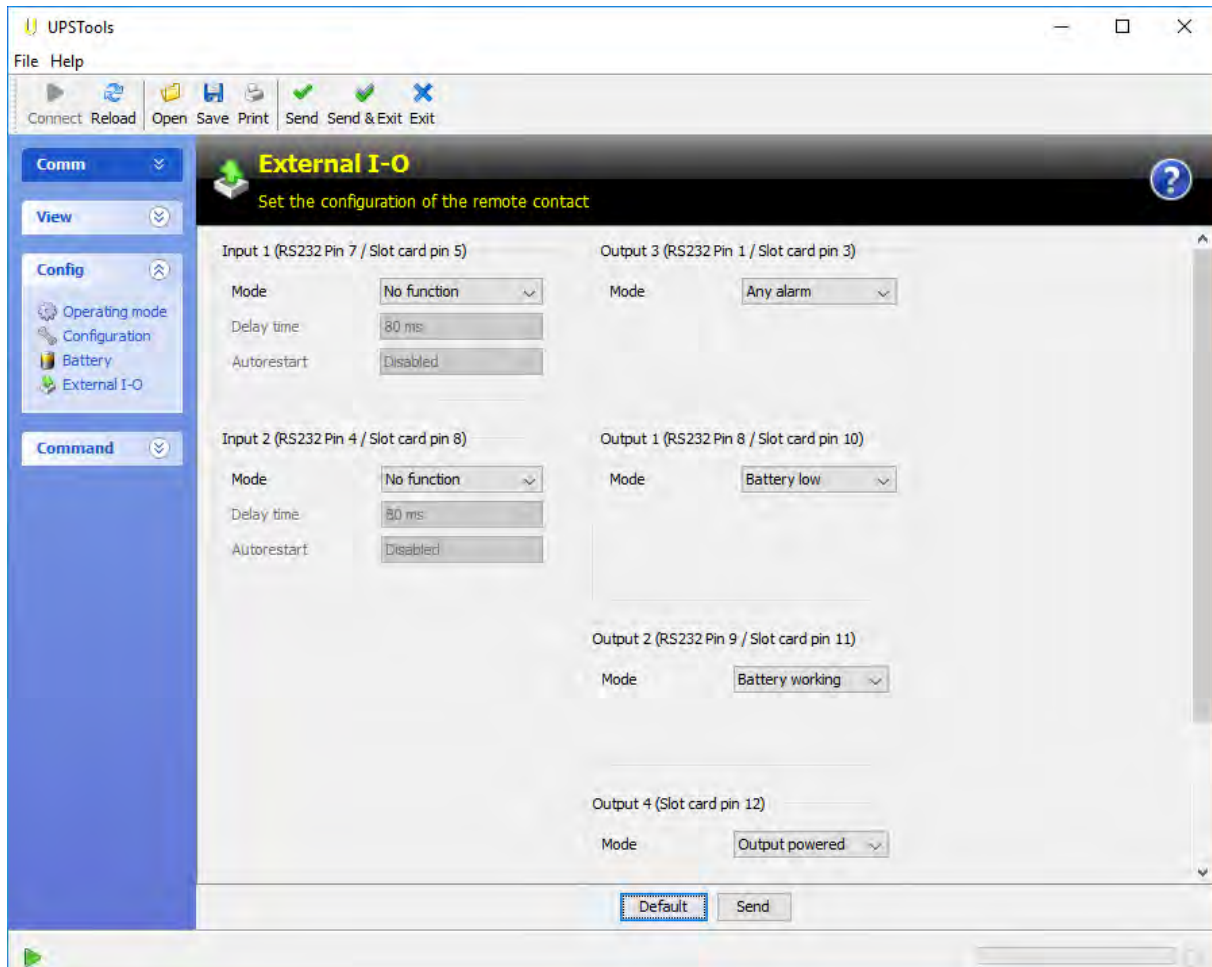 UPSTools
File Help
Connect Reload Open Save Print Send Send & Exit Exit
Comm
View
Config
Operating mode
Configuration
Battery
External I-O
Command
External I-O
Set the configuration of the remote contact
?
Input 1 (RS232 Pin 7 / Slot card pin 5)
Mode No function
Delay time 80 ms
Autorestart Disabled
Output 3 (RS232 Pin 1 / Slot card pin 3)
Mode Any alarm
Input 2 (RS232 Pin 4 / Slot card pin 8)
Mode No function
Delay time 80 ms
Autorestart Disabled
Output 1 (RS232 Pin 8 / Slot card pin 10)
Mode Battery low
Output 2 (RS232 Pin 9 / Slot card pin 11)
Mode Battery working
Output 4 (Slot card pin 12)
Mode Output powered
Default Send